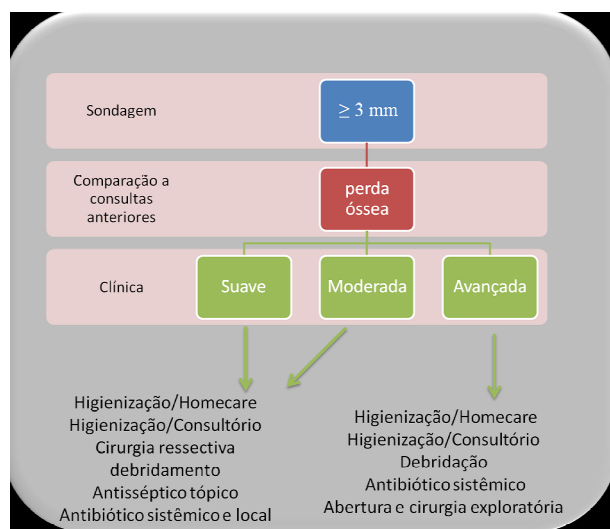 Sondagem
≥ 3 mm
Comparação a
consultas
anteriores
perda
óssea
Clínica
Suave
Moderada
Avançada
Higienização/Homecare
Higienização/Consultório
Cirurgia ressectiva
debridamento
Antisséptico tópico
Antibiótico sistêmico e local
Higienização/Homecare
Higienização/Consultório
Debridação
Antibiótico sistêmico
Abertura e cirurgia exploratória